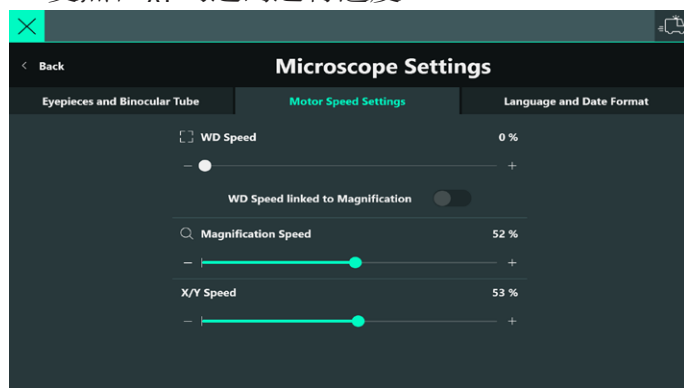 Back
Microscope Settings
Eyepieces and Binocular Tube
Motor Speed Settings
Language and Date Format
WD Speed
0 %
WD Speed linked to Magnification
Magnification Speed
52 %
X/Y Speed
53 %